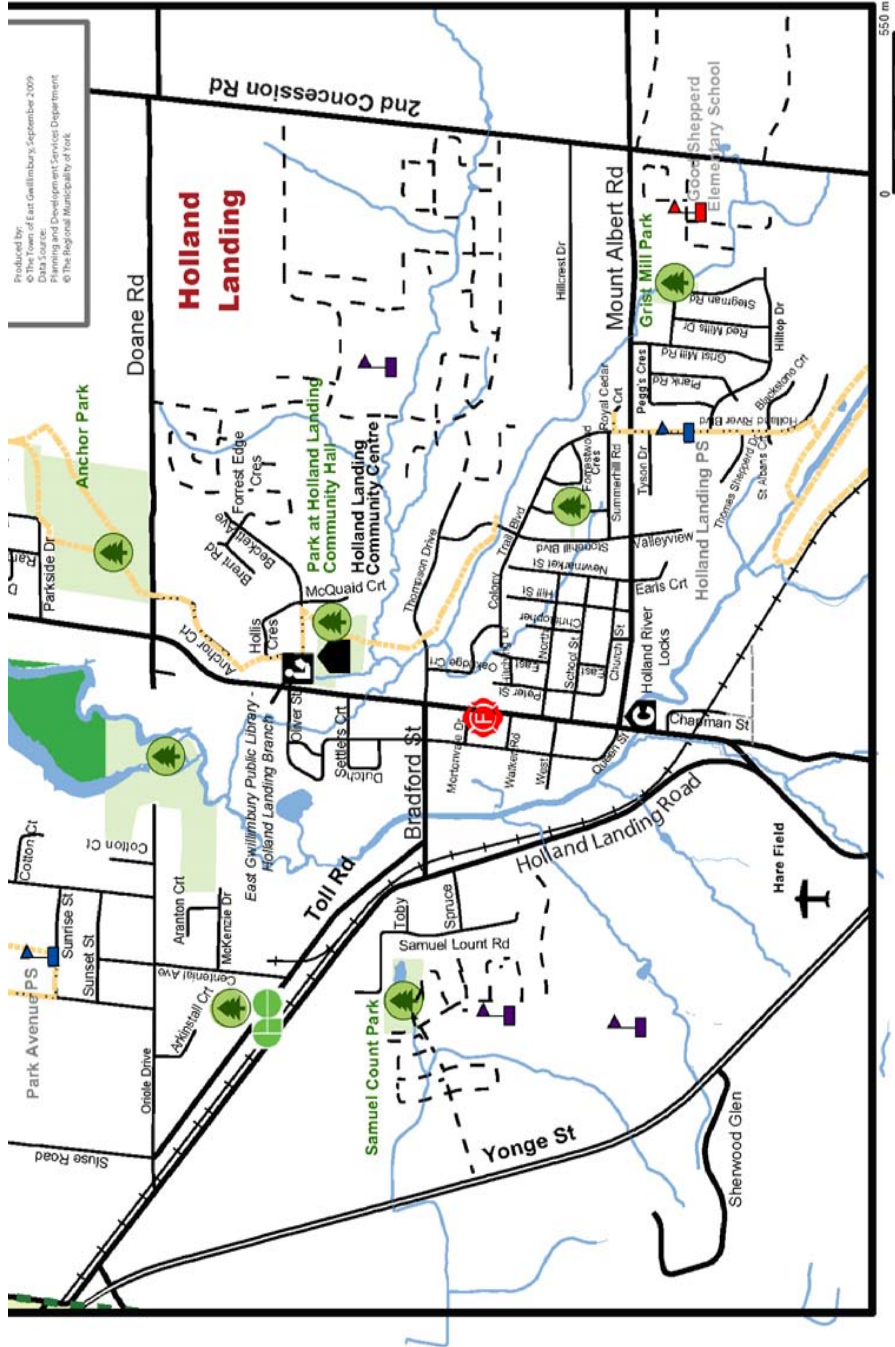 Produced by:
© The Town of East Gwillimbury, September 2009
Data Source:
Planning and Development Services Department
© The Regional Municipality of York
Anchor Park
Parkside Dr
Doane Rd
2nd Concession Rd
Holland
Landing
Forrest Edge
Cres
Beckett Ave
Brent Rd
Park at Holland Landing
Community Hall
Holland Landing
Community Centre
McQuaid Crt
Hollis
Cres
Anchor Crt
Oliver St
East Gwillimbury Public Library -
Holland Landing Branch
Settlers Crt
Dutch
Bradford St
Toll Rd
Cotton Ct
Cotton Ct
Sunrise St
Sunset St
Park Avenue PS
Aranton Crt
McKenzie Dr
Centenial Ave
Arkinstall Crt
Oriole Drive
Sluse Road
Samuel Count Park
Toby
Spruce
Samuel Lount Rd
Yonge St
Sherwood Glen
Holland Landing Road
Hare Field
Thompson Drive
Colony
Trail Blvd
Oakridge Crt
Kitching Dr
Mortonvale Dr
F
Walker Rd
West
Queen St
Peter St
East
North
School St
East
Church St
Christopher
Hill St
Newmarket St
Stonehill Blvd
Summerhill Rd
Forrestwood
Cres
Royal Cedar
Crt
Hillcrest Dr
Mount Albert Rd
Valleyview
Earls Crt
Holland River
Locks
C
Chapman St
Holland Landing PS
Tyson Dr
Pegg's Cres
Plank Rd
Grist Mill Rd
Red Mills Dr
Stegman Rd
Hilltop Dr
Grist Mill Park
Good Shepperd
Elementary School
Thomas Shepperd Dr
St Albans Crt
Holland River Blvd
Blackstone Crt
0
550 m